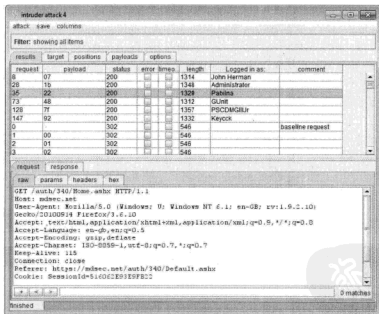 intruder attack 4
attack save columns
Filter: showing all items
results target positions payloads options
request payload status error timeo length Logged in as: comment
8 07 200 1314 John Herman
28 1b 200 1348 Administrator
35 22 200 1328 Pablina
73 48 200 1312 GUnit
128 7f 200 1357 PSCDMGIIUr
147 92 200 1332 Keycck
0 302 546 baseline request
1 00 302 546
2 01 302 546
3 02 302 546
request response
raw params headers hex
GET /auth/340/Home.ashx HTTP/1.1
Host: mdsec.net
User-Agent: Mozilla/5.0 (Windows; U; Windows NT 6.1; en-GB; rv:1.9.2.10)
Gecko/20100914 Firefox/3.6.10
Accept: text/html,application/xhtml+xml,application/xml;q=0.9,*/*;q=0.8
Accept-Language: en-gb,en;q=0.5
Accept-Encoding: gzip,deflate
Accept-Charset: ISO-8859-1,utf-8;q=0.7,*;q=0.7
Keep-Alive: 115
Connection: close
Referer: https://mdsec.net/auth/340/Default.ashx
+ < > 0 matches
finished